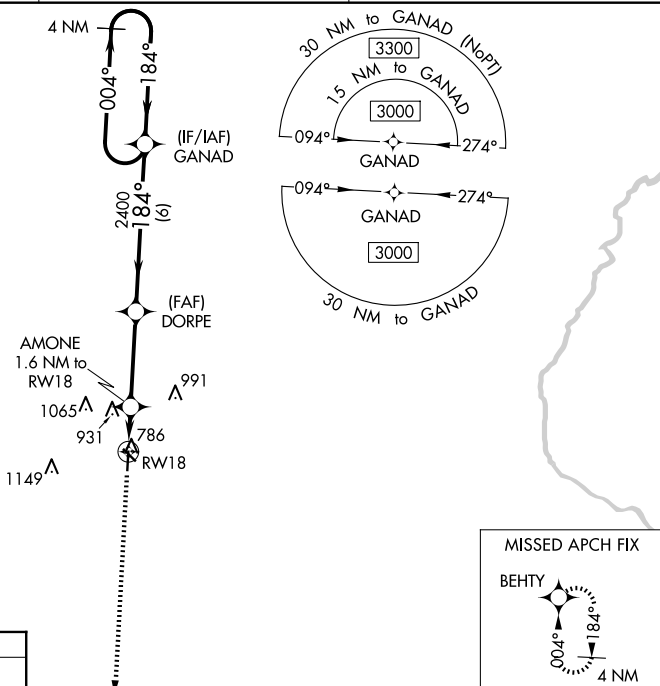 4 NM
004°
184°
(IF/IAF)
GANAD
2400
184°
(6)
(FAF)
DORPE
AMONE
1.6 NM to
RW18
991
1065
931
786
RW18
1149
30 NM to GANAD (NoPT)
3300
15 NM to GANAD
3000
094°
274°
GANAD
094°
274°
GANAD
3000
30 NM to GANAD
MISSED APCH FIX
BEHTY
004°
184°
4 NM